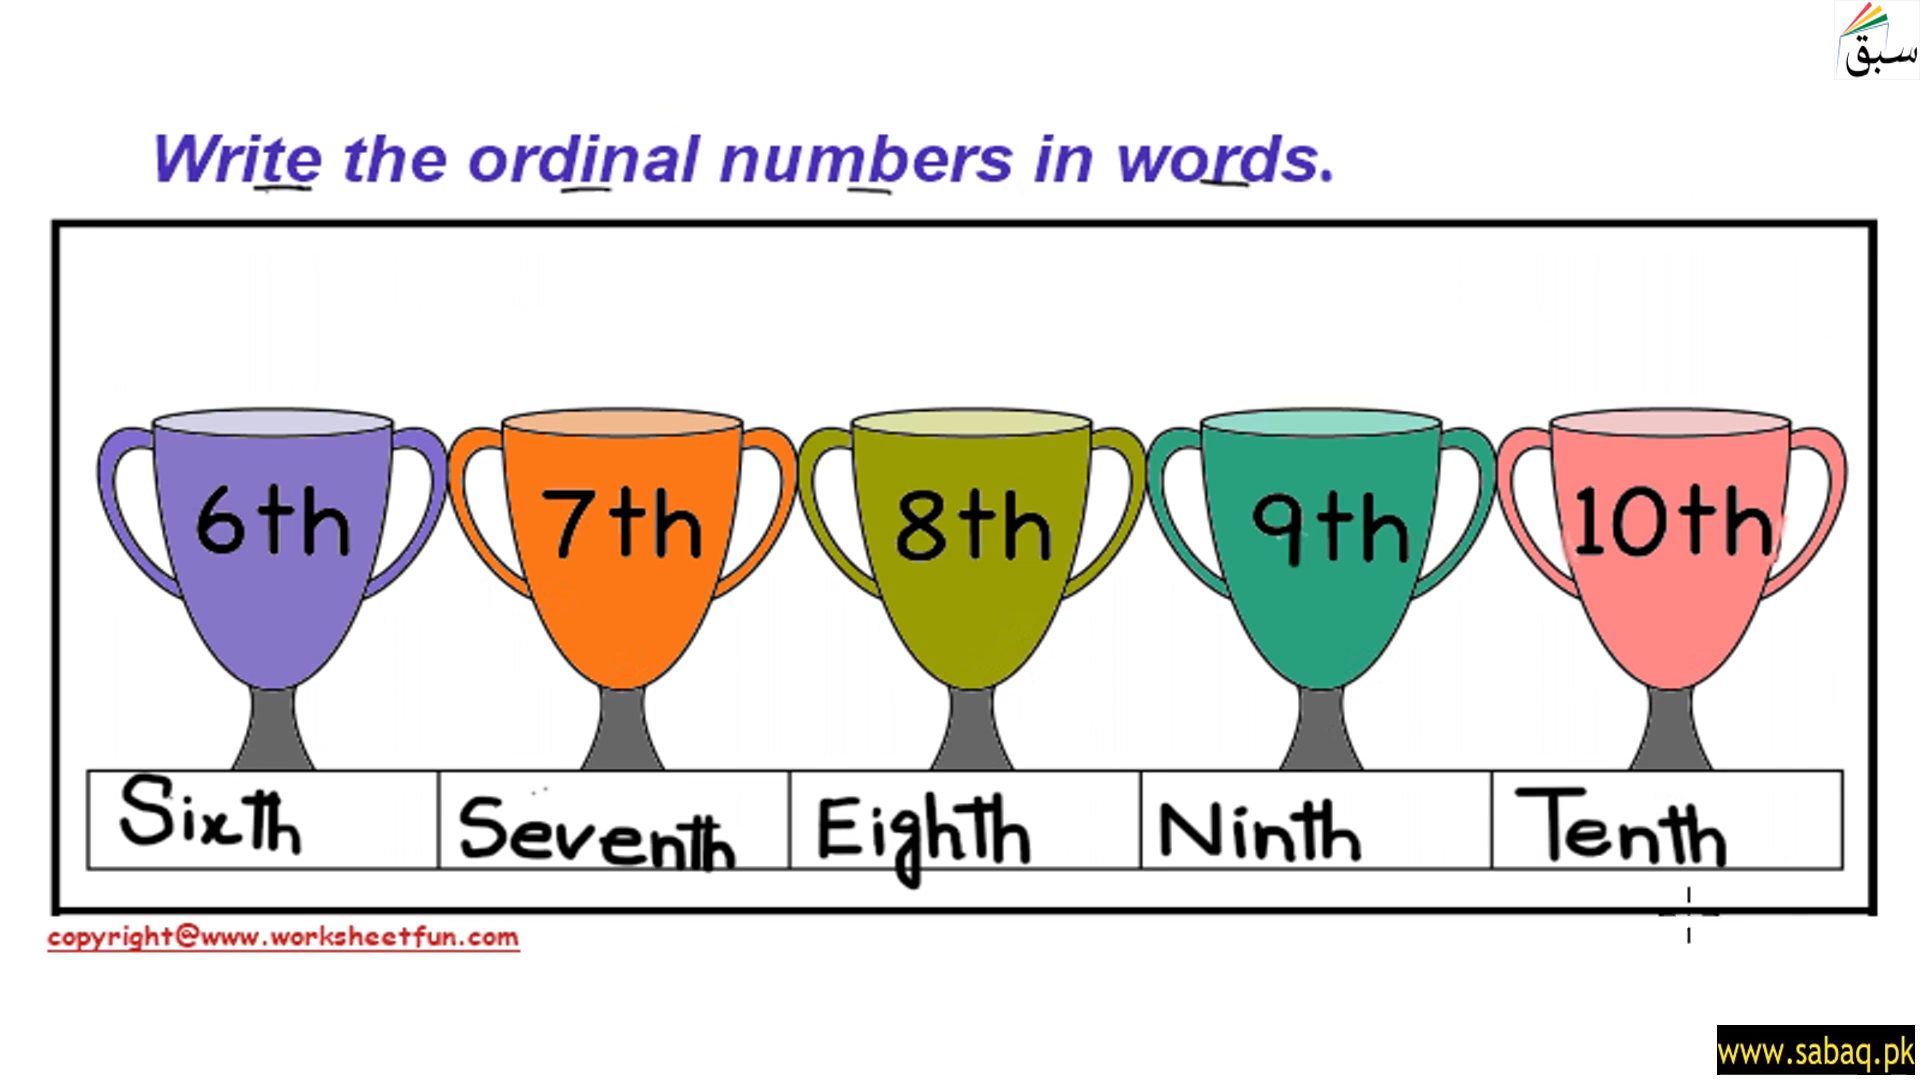 سبق
Write the ordinal numbers in words.
6th 7th 8th 9th 10th
Sixth Seventh Eighth Ninth Tenth
copyright@www.worksheetfun.com
www.sabaq.pk